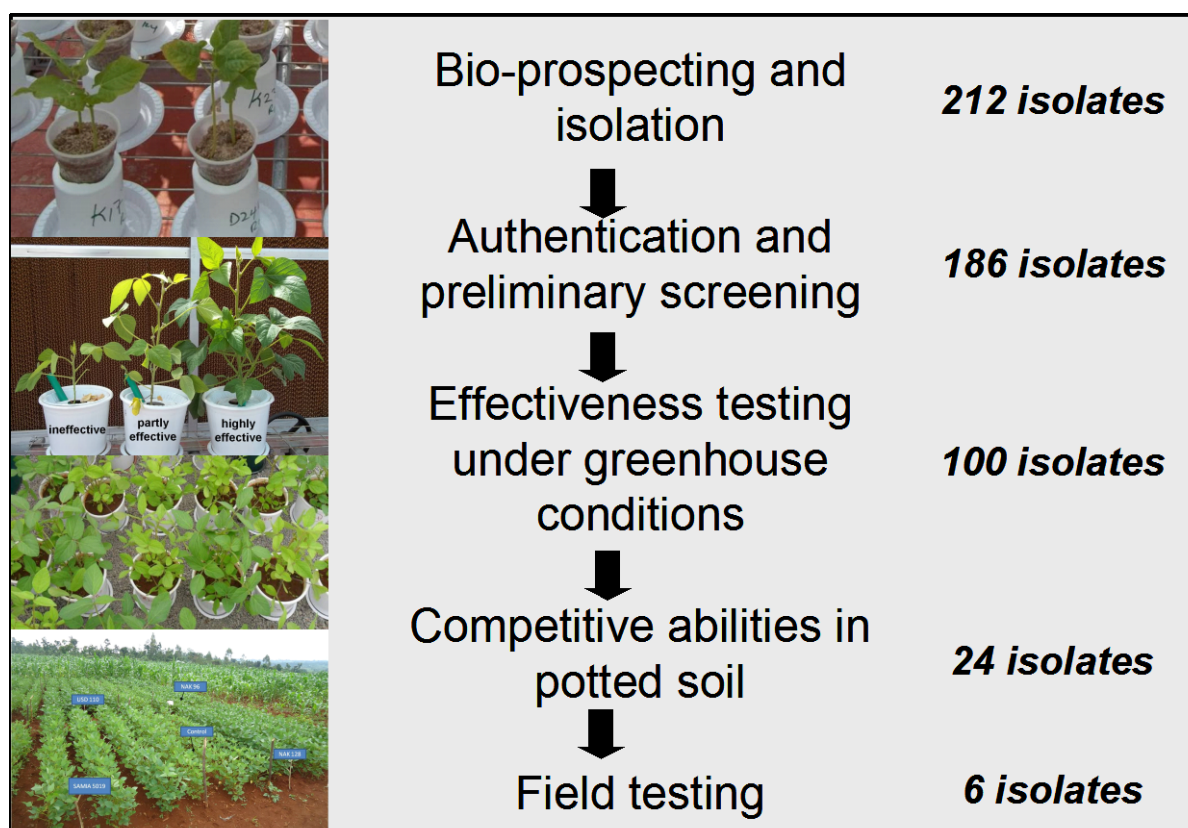 Bio-prospecting and
isolation
212 isolates
Authentication and
preliminary screening
186 isolates
Effectiveness testing
under greenhouse
conditions
100 isolates
Competitive abilities in
potted soil
24 isolates
Field testing
6 isolates
K17
ineffective
partly
effective
highly
effective
NAK 96
USD 110
Control
NAK 128